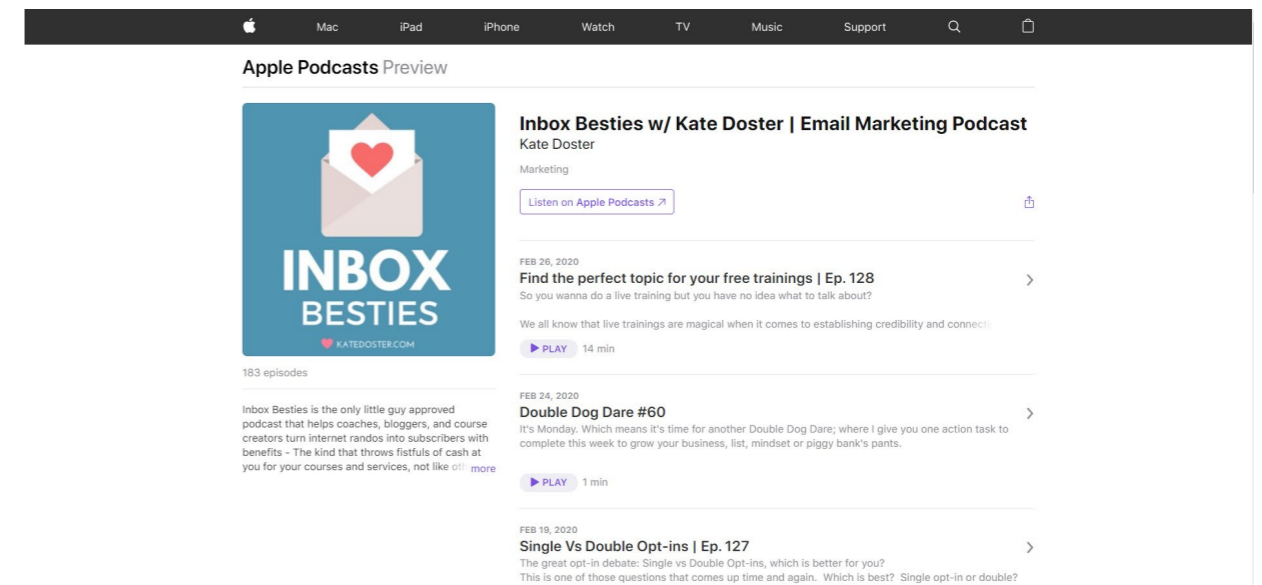 Mac iPad iPhone Watch TV Music Support
Apple Podcasts Preview
INBOX
BESTIES
KATEDOSTER.COM
183 episodes
Inbox Besties is the only little guy approved
podcast that helps coaches, bloggers, and course
creators turn internet randos into subscribers with
benefits - The kind that throws fistfuls of cash at
you for your courses and services, not like more
Inbox Besties w/ Kate Doster | Email Marketing Podcast
Kate Doster
Marketing
Listen on Apple Podcasts ↗
FEB 26, 2020
Find the perfect topic for your free trainings | Ep. 128
So you wanna do a live training but you have no idea what to talk about?
We all know that live trainings are magical when it comes to establishing credibility and connecti
PLAY 14 min
FEB 24, 2020
Double Dog Dare #60
It's Monday. Which means it's time for another Double Dog Dare; where I give you one action task to
complete this week to grow your business, list, mindset or piggy bank's pants.
PLAY 1 min
FEB 19, 2020
Single Vs Double Opt-ins | Ep. 127
The great opt-in debate: Single vs Double Opt-ins, which is better for you?
This is one of those questions that comes up time and again. Which is best? Single opt-in or double?